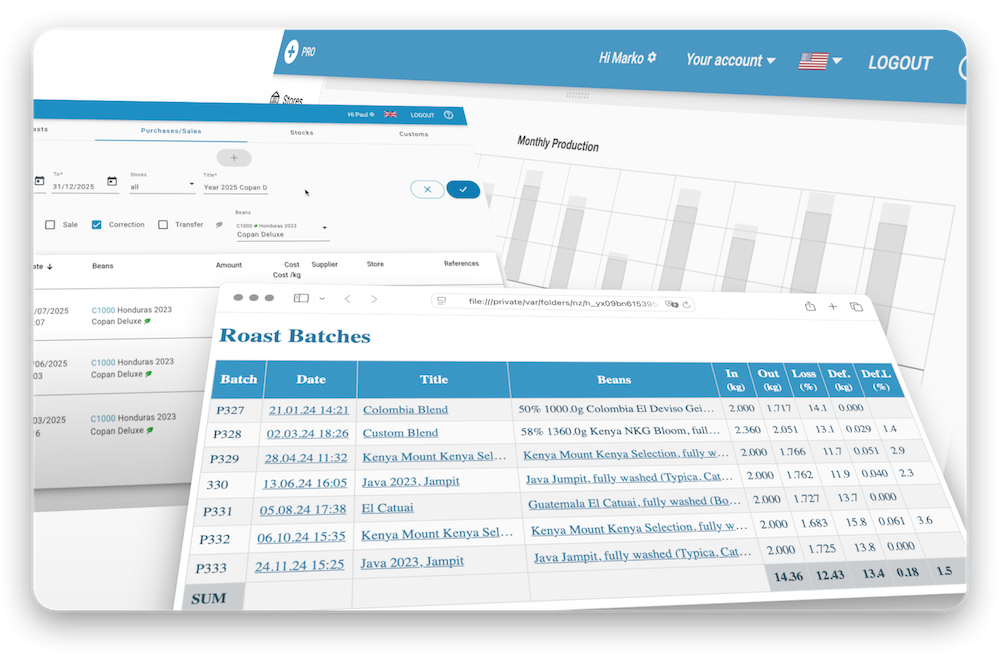 PRO
Hi Marko
Your account
LOGOUT
Stores
Monthly Production
Hi Paul
LOGOUT
Purchases/Sales
Stocks
Customs
+
To*
31/12/2025
Stores
all
Title*
Year 2025 Copan D
Sale
Correction
Transfer
Beans
C1000 Honduras 2023
Copan Deluxe
Beans
Amount
Cost
Cost /kg
Supplier
Store
References
/07/2025
:07
C1000 Honduras 2023
Copan Deluxe
/06/2025
C1000 Honduras 2023
Copan Deluxe
/2025
C1000 Honduras 2023
Copan Deluxe
file:///private/var/folders/nz/h_yx09bn615395
Roast Batches
Batch Date Title Beans In (kg) Out (kg) Loss (%) Def. (kg) Def.L (%)
P327 21.01.24 14:21 Colombia Blend 50% 1000.0g Colombia El Deviso Gei… 2.000 1.717 14.1 0.000
P328 02.03.24 18:26 Custom Blend 58% 1360.0g Kenya NKG Bloom, full… 2.360 2.051 13.1 0.029 1.4
P329 28.04.24 11:32 Kenya Mount Kenya Sel… Kenya Mount Kenya Selection, fully w… 2.000 1.766 11.7 0.051 2.9
330 13.06.24 16:05 Java 2023, Jampit Java Jumpit, fully washed (Typica, Cat… 2.000 1.762 11.9 0.040 2.3
P331 05.08.24 17:38 El Catuai Guatemala El Catuai, fully washed (Bo… 2.000 1.727 13.7 0.000
P332 06.10.24 15:35 Kenya Mount Kenya Sel… Kenya Mount Kenya Selection, fully w… 2.000 1.683 15.8 0.061 3.6
P333 24.11.24 15:25 Java 2023, Jampit Java Jampit, fully washed (Typica, Cat… 2.000 1.725 13.8 0.000
SUM 14.36 12.43 13.4 0.18 1.5